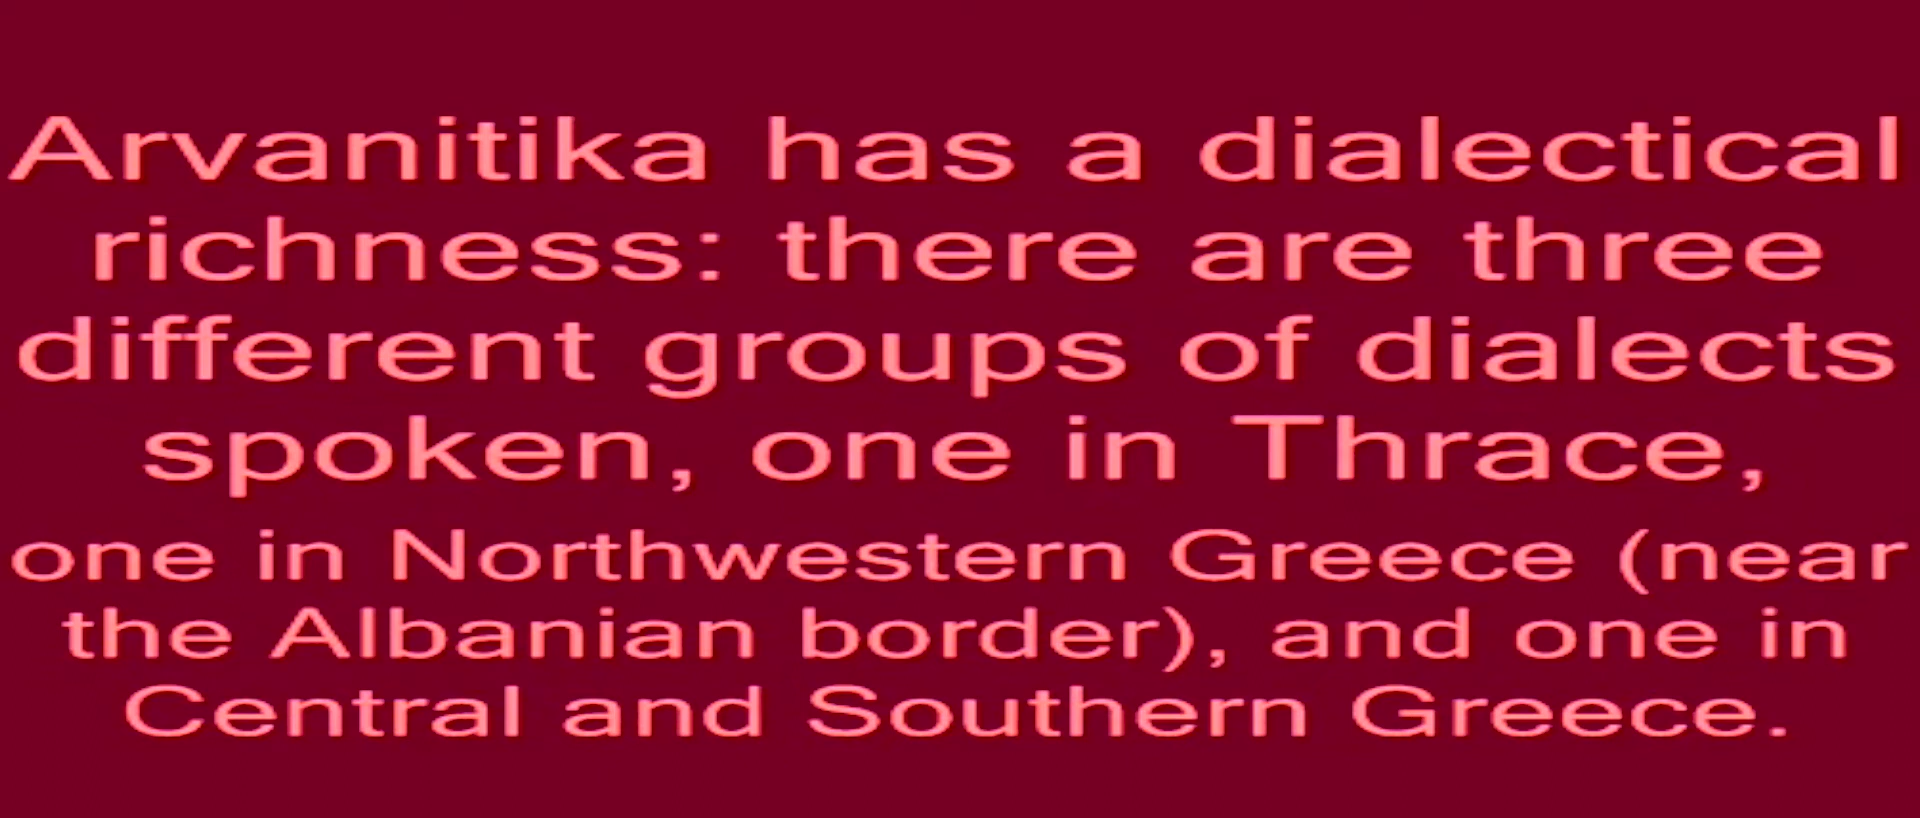 Arvanitika has a dialectical
richness: there are three
different groups of dialects
spoken, one in Thrace,
one in Northwestern Greece (near
the Albanian border), and one in
Central and Southern Greece.